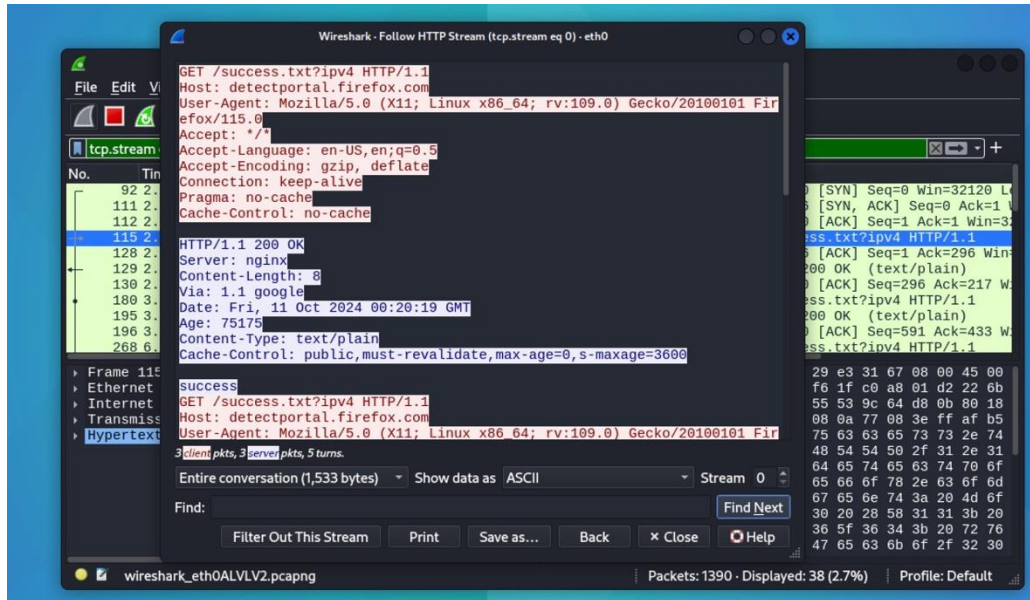 Wireshark · Follow HTTP Stream (tcp.stream eq 0) · eth0
GET /success.txt?ipv4 HTTP/1.1
Host: detectportal.firefox.com
User-Agent: Mozilla/5.0 (X11; Linux x86_64; rv:109.0) Gecko/20100101 Fir
efox/115.0
Accept: */*
Accept-Language: en-US,en;q=0.5
Accept-Encoding: gzip, deflate
Connection: keep-alive
Pragma: no-cache
Cache-Control: no-cache
HTTP/1.1 200 OK
Server: nginx
Content-Length: 8
Via: 1.1 google
Date: Fri, 11 Oct 2024 00:20:19 GMT
Age: 75175
Content-Type: text/plain
Cache-Control: public,must-revalidate,max-age=0,s-maxage=3600
success
GET /success.txt?ipv4 HTTP/1.1
Host: detectportal.firefox.com
User-Agent: Mozilla/5.0 (X11; Linux x86_64; rv:109.0) Gecko/20100101 Fir
3 client pkts, 3 server pkts, 5 turns.
Entire conversation (1,533 bytes) Show data as ASCII Stream 0
Find: Find Next
Filter Out This Stream Print Save as... Back × Close Help
File Edit Vi
tcp.stream
No. Tim
92 2. [SYN] Seq=0 Win=32120 L
111 2. [SYN, ACK] Seq=0 Ack=1
112 2. [ACK] Seq=1 Ack=1 Win=32
115 2. ss.txt?ipv4 HTTP/1.1
128 2. [ACK] Seq=1 Ack=296 Win=
129 2. 200 OK (text/plain)
130 2. [ACK] Seq=296 Ack=217 W
180 3. ss.txt?ipv4 HTTP/1.1
195 3. 200 OK (text/plain)
196 3. [ACK] Seq=591 Ack=433 W
268 6. ss.txt?ipv4 HTTP/1.1
Frame 115
Ethernet
Internet
Transmiss
Hypertext
29 e3 31 67 08 00 45 00
f6 1f c0 a8 01 d2 22 6b
55 53 9c 64 d8 0b 80 18
08 0a 77 08 3e ff af b5
75 63 63 65 73 73 2e 74
48 54 54 50 2f 31 2e 31
64 65 74 65 63 74 70 6f
65 66 6f 78 2e 63 6f 6d
67 65 6e 74 3a 20 4d 6f
30 20 28 58 31 31 3b 20
36 5f 36 34 3b 20 72 76
47 65 63 6b 6f 2f 32 30
wireshark_eth0ALVLV2.pcapng Packets: 1390 · Displayed: 38 (2.7%) Profile: Default